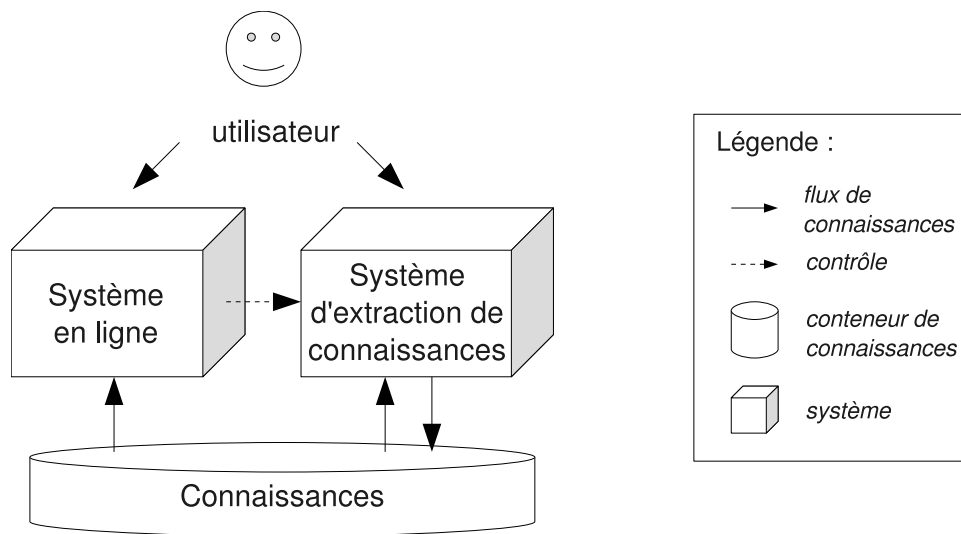 utilisateur
Système
en ligne
Système
d'extraction de
connaissances
Connaissances
Légende :
flux de
connaissances
contrôle
conteneur de
connaissances
système